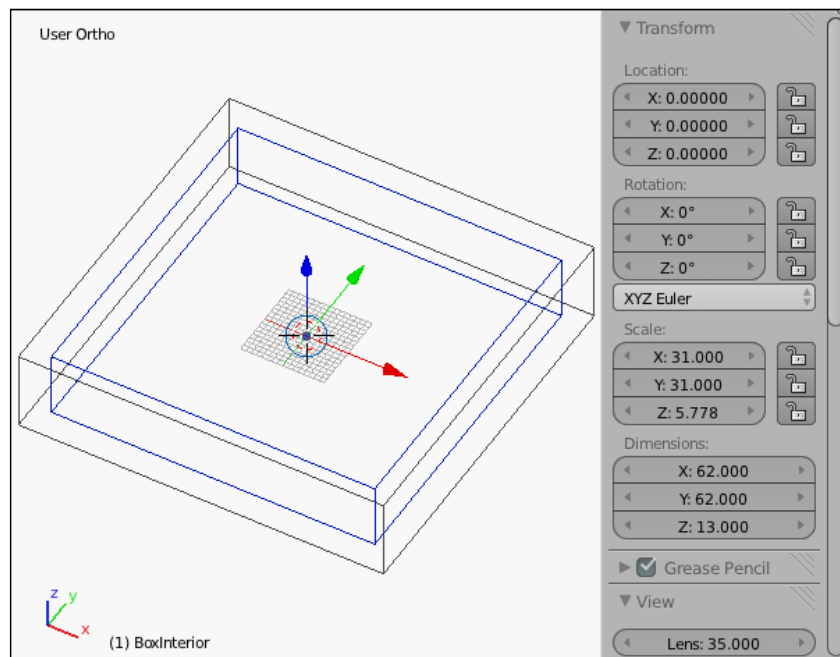 User Ortho
Transform
Location:
X: 0.00000
Y: 0.00000
Z: 0.00000
Rotation:
X: 0°
Y: 0°
Z: 0°
XYZ Euler
Scale:
X: 31.000
Y: 31.000
Z: 5.778
Dimensions:
X: 62.000
Y: 62.000
Z: 13.000
Grease Pencil
View
Lens: 35.000
z
y
x
(1) BoxInterior